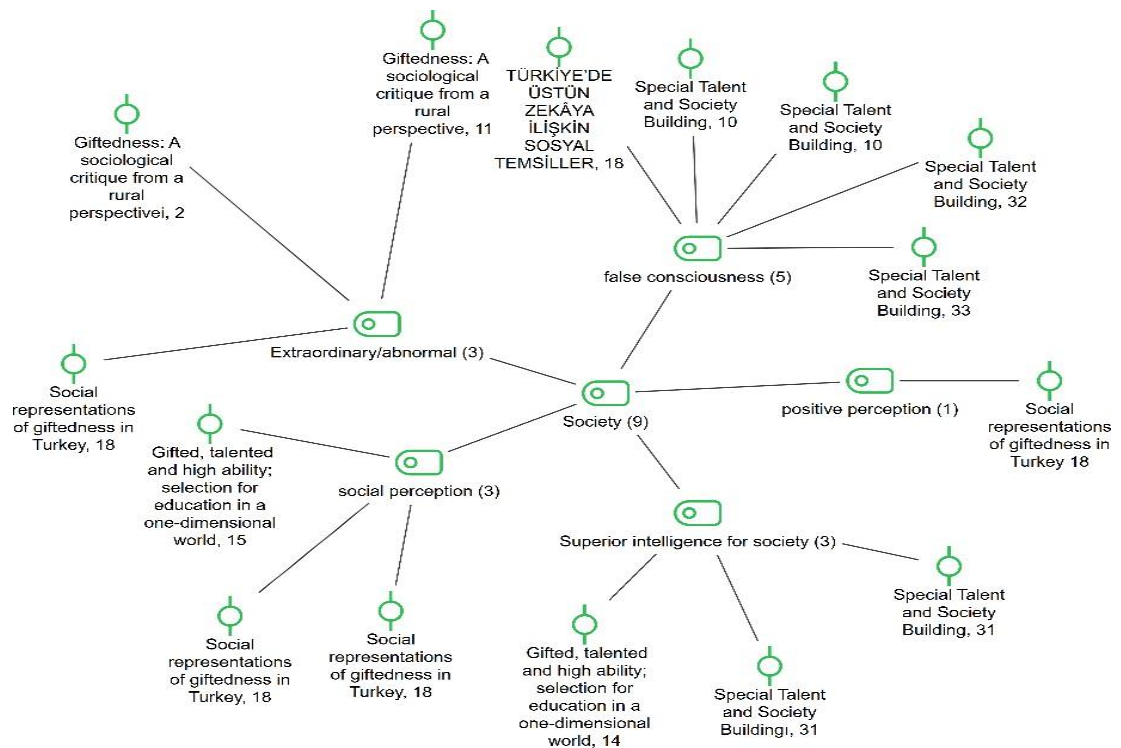 Giftedness: A
sociological
critique from a
rural
perspective, 11
TÜRKİYE'DE
ÜSTÜN
ZEKÂYA
İLİŞKİN
SOSYAL
TEMSİLLER, 18
Special Talent
and Society
Building, 10
Special Talent
and Society
Building, 10
Giftedness: A
sociological
critique from a
rural
perspectivei, 2
Special Talent
and Society
Building, 32
false consciousness (5)
Special Talent
and Society
Building, 33
Extraordinary/abnormal (3)
Social
representations
of giftedness in
Turkey, 18
Society (9)
positive perception (1)
Social
representations
of giftedness in
Turkey 18
Gifted, talented
and high ability;
selection for
education in a
one-dimensional
world, 15
social perception (3)
Superior intelligence for society (3)
Special Talent
and Society
Building, 31
Social
representations
of giftedness in
Turkey, 18
Social
representations
of giftedness in
Turkey, 18
Gifted, talented
and high ability;
selection for
education in a
one-dimensional
world, 14
Special Talent
and Society
Buildingı, 31